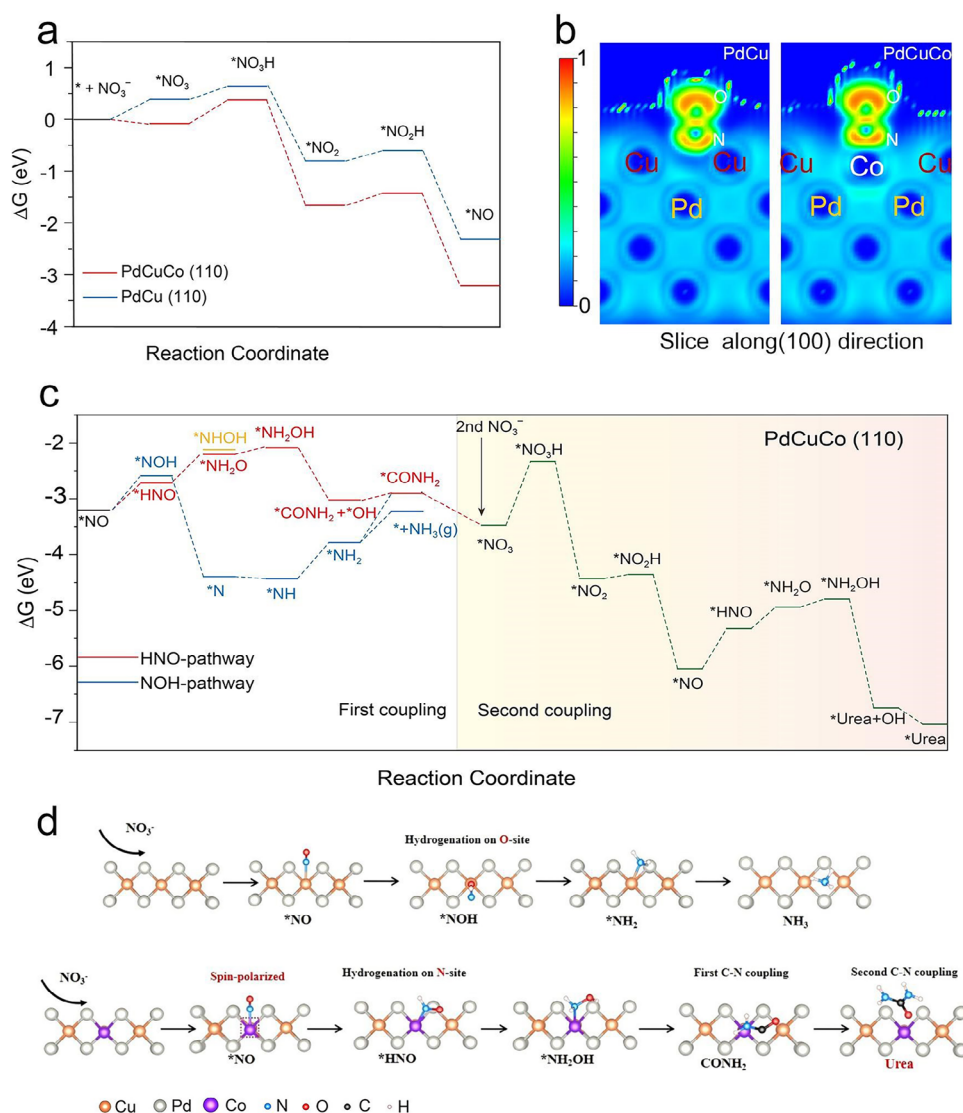 a
1
0
-1
-2
-3
-4
ΔG (eV)
* + NO₃⁻
*NO₃
*NO₃H
*NO₂
*NO₂H
*NO
PdCuCo (110)
PdCu (110)
Reaction Coordinate
b
1
0
PdCu
O
N
Cu
Cu
Pd
PdCuCo
O
N
Cu
Co
Cu
Pd
Pd
Slice along(100) direction
c
-2
-3
-4
-5
-6
-7
ΔG (eV)
*NO
*NOH
*HNO
*NHOH
*NH₂O
*NH₂OH
*N
*NH
*NH₂
*CONH₂ +*OH
*CONH₂
*+NH₃(g)
HNO-pathway
NOH-pathway
First coupling
2nd NO₃⁻
PdCuCo (110)
*NO₃
*NO₃H
*NO₂
*NO₂H
*NO
*HNO
*NH₂O
*NH₂OH
*Urea+OH
*Urea
Second coupling
Reaction Coordinate
d
NO₃⁻
Hydrogenation on O-site
*NO
*NOH
*NH₂
NH₃
NO₃⁻
Spin-polarized
Hydrogenation on N-site
First C-N coupling
Second C-N coupling
*NO
*HNO
*NH₂OH
CONH₂
Urea
Cu
Pd
Co
N
O
C
H